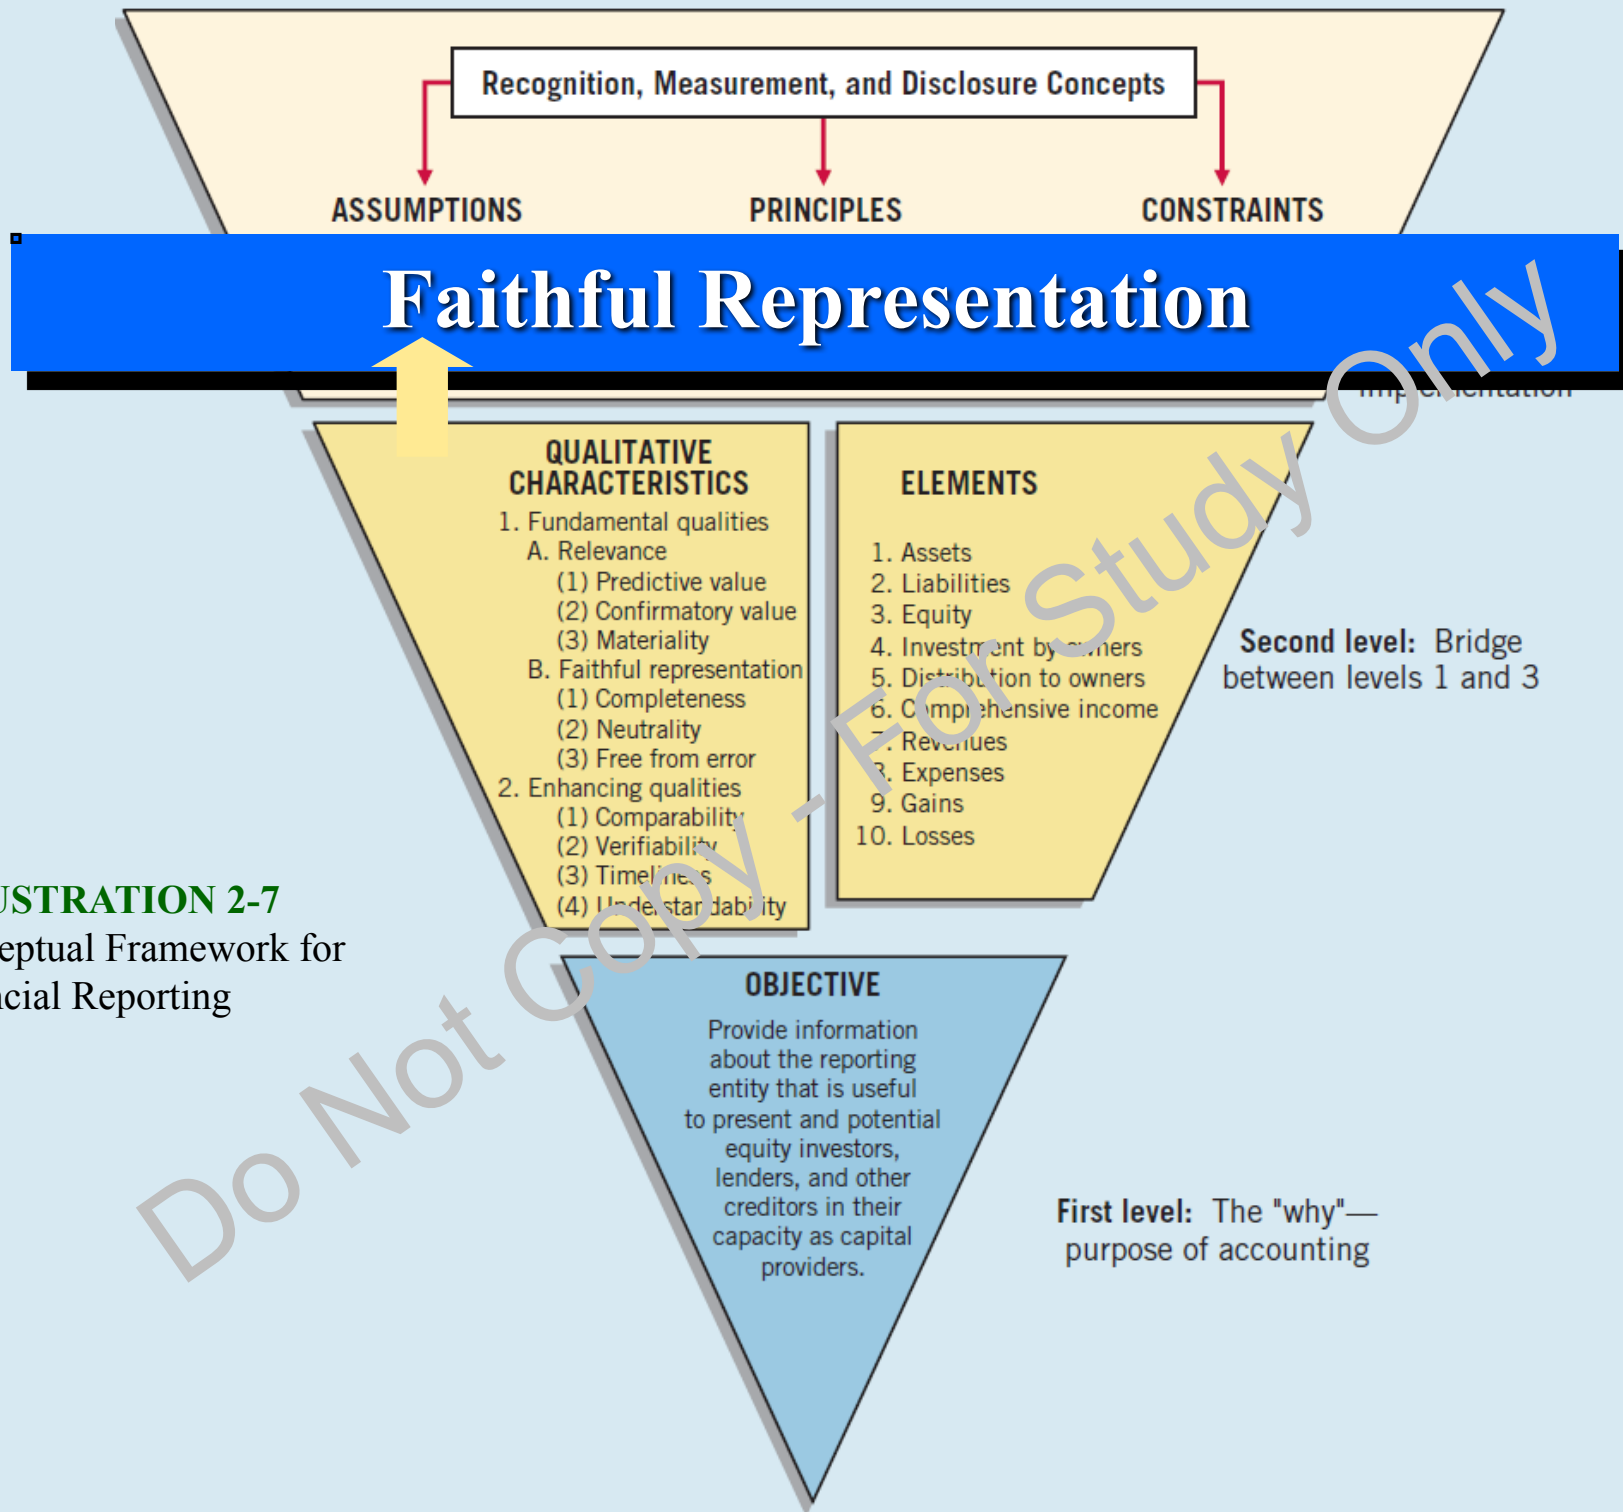 Recognition, Measurement, and Disclosure Concepts
ASSUMPTIONS
PRINCIPLES
CONSTRAINTS
Faithful Representation
implementation
QUALITATIVE
CHARACTERISTICS
1. Fundamental qualities
A. Relevance
(1) Predictive value
(2) Confirmatory value
(3) Materiality
B. Faithful representation
(1) Completeness
(2) Neutrality
(3) Free from error
2. Enhancing qualities
(1) Comparability
(2) Verifiability
(3) Timeliness
(4) Understandability
ELEMENTS
1. Assets
2. Liabilities
3. Equity
4. Investment by owners
5. Distribution to owners
6. Comprehensive income
7. Revenues
8. Expenses
9. Gains
10. Losses
Second level: Bridge
between levels 1 and 3
USTRATION 2-7
eptual Framework for
ncial Reporting
OBJECTIVE
Provide information
about the reporting
entity that is useful
to present and potential
equity investors,
lenders, and other
creditors in their
capacity as capital
providers.
First level: The "why"—
purpose of accounting
Do Not Copy - For Study Only